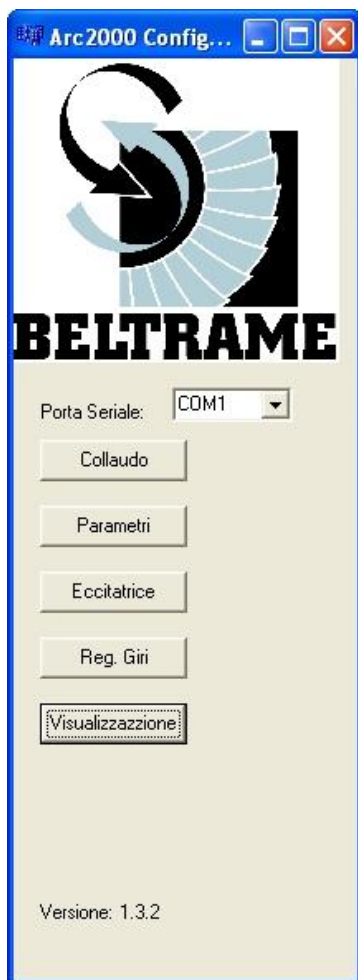 Arc2000 Config...
BELTRAME
Porta Seriale: COM1
Collaudo
Parametri
Eccitatrice
Reg. Giri
Visualizzazzione
Versione: 1.3.2